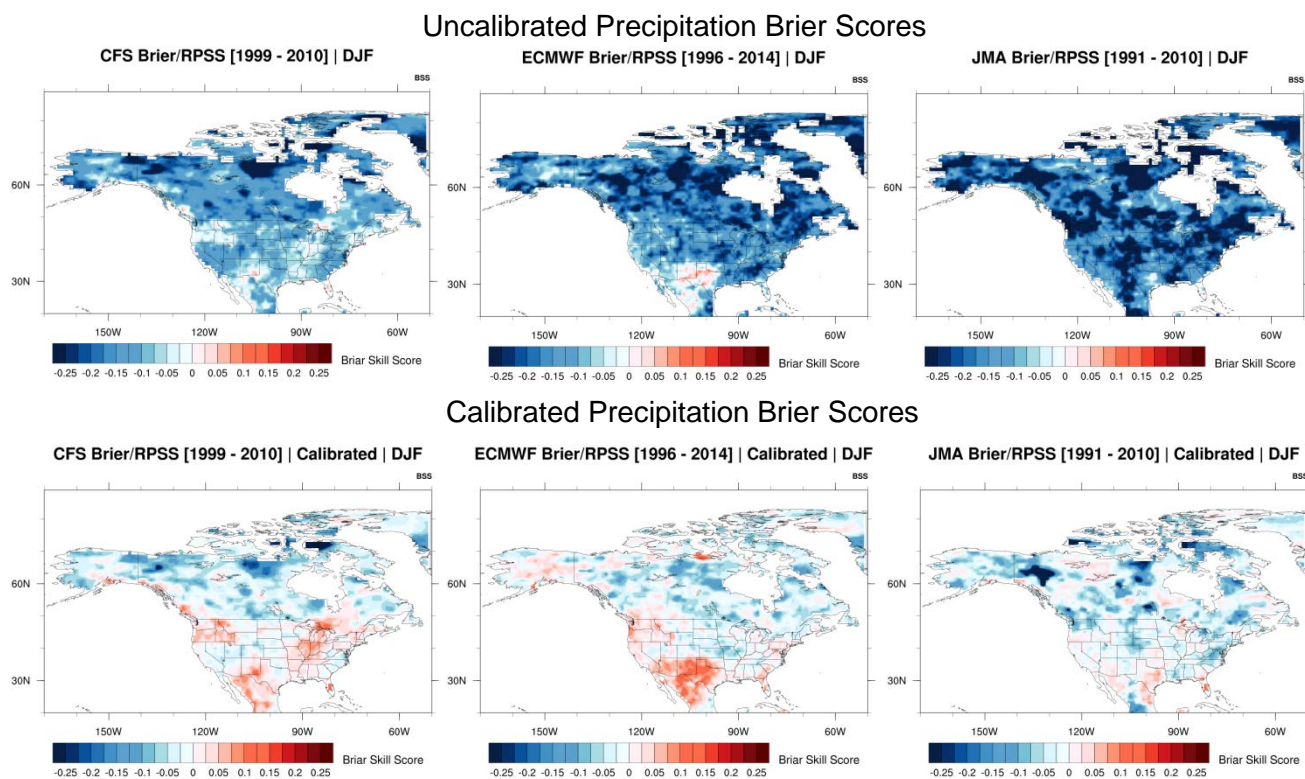 Uncalibrated Precipitation Brier Scores
CFS Brier/RPSS [1999 - 2010] | DJF
ECMWF Brier/RPSS [1996 - 2014] | DJF
JMA Brier/RPSS [1991 - 2010] | DJF
BSS
BSS
BSS
60N
30N
60N
30N
60N
30N
150W 120W 90W 60W
150W 120W 90W 60W
150W 120W 90W 60W
Briar Skill Score
-0.25 -0.2 -0.15 -0.1 -0.05 0 0.05 0.1 0.15 0.2 0.25
Briar Skill Score
-0.25 -0.2 -0.15 -0.1 -0.05 0 0.05 0.1 0.15 0.2 0.25
Briar Skill Score
-0.25 -0.2 -0.15 -0.1 -0.05 0 0.05 0.1 0.15 0.2 0.25
Calibrated Precipitation Brier Scores
CFS Brier/RPSS [1999 - 2010] | Calibrated | DJF
ECMWF Brier/RPSS [1996 - 2014] | Calibrated | DJF
JMA Brier/RPSS [1991 - 2010] | Calibrated | DJF
BSS
BSS
BSS
60N
30N
60N
30N
60N
30N
150W 120W 90W 60W
150W 120W 90W 60W
150W 120W 90W 60W
Briar Skill Score
-0.25 -0.2 -0.15 -0.1 -0.05 0 0.05 0.1 0.15 0.2 0.25
Briar Skill Score
-0.25 -0.2 -0.15 -0.1 -0.05 0 0.05 0.1 0.15 0.2 0.25
Briar Skill Score
-0.25 -0.2 -0.15 -0.1 -0.05 0 0.05 0.1 0.15 0.2 0.25